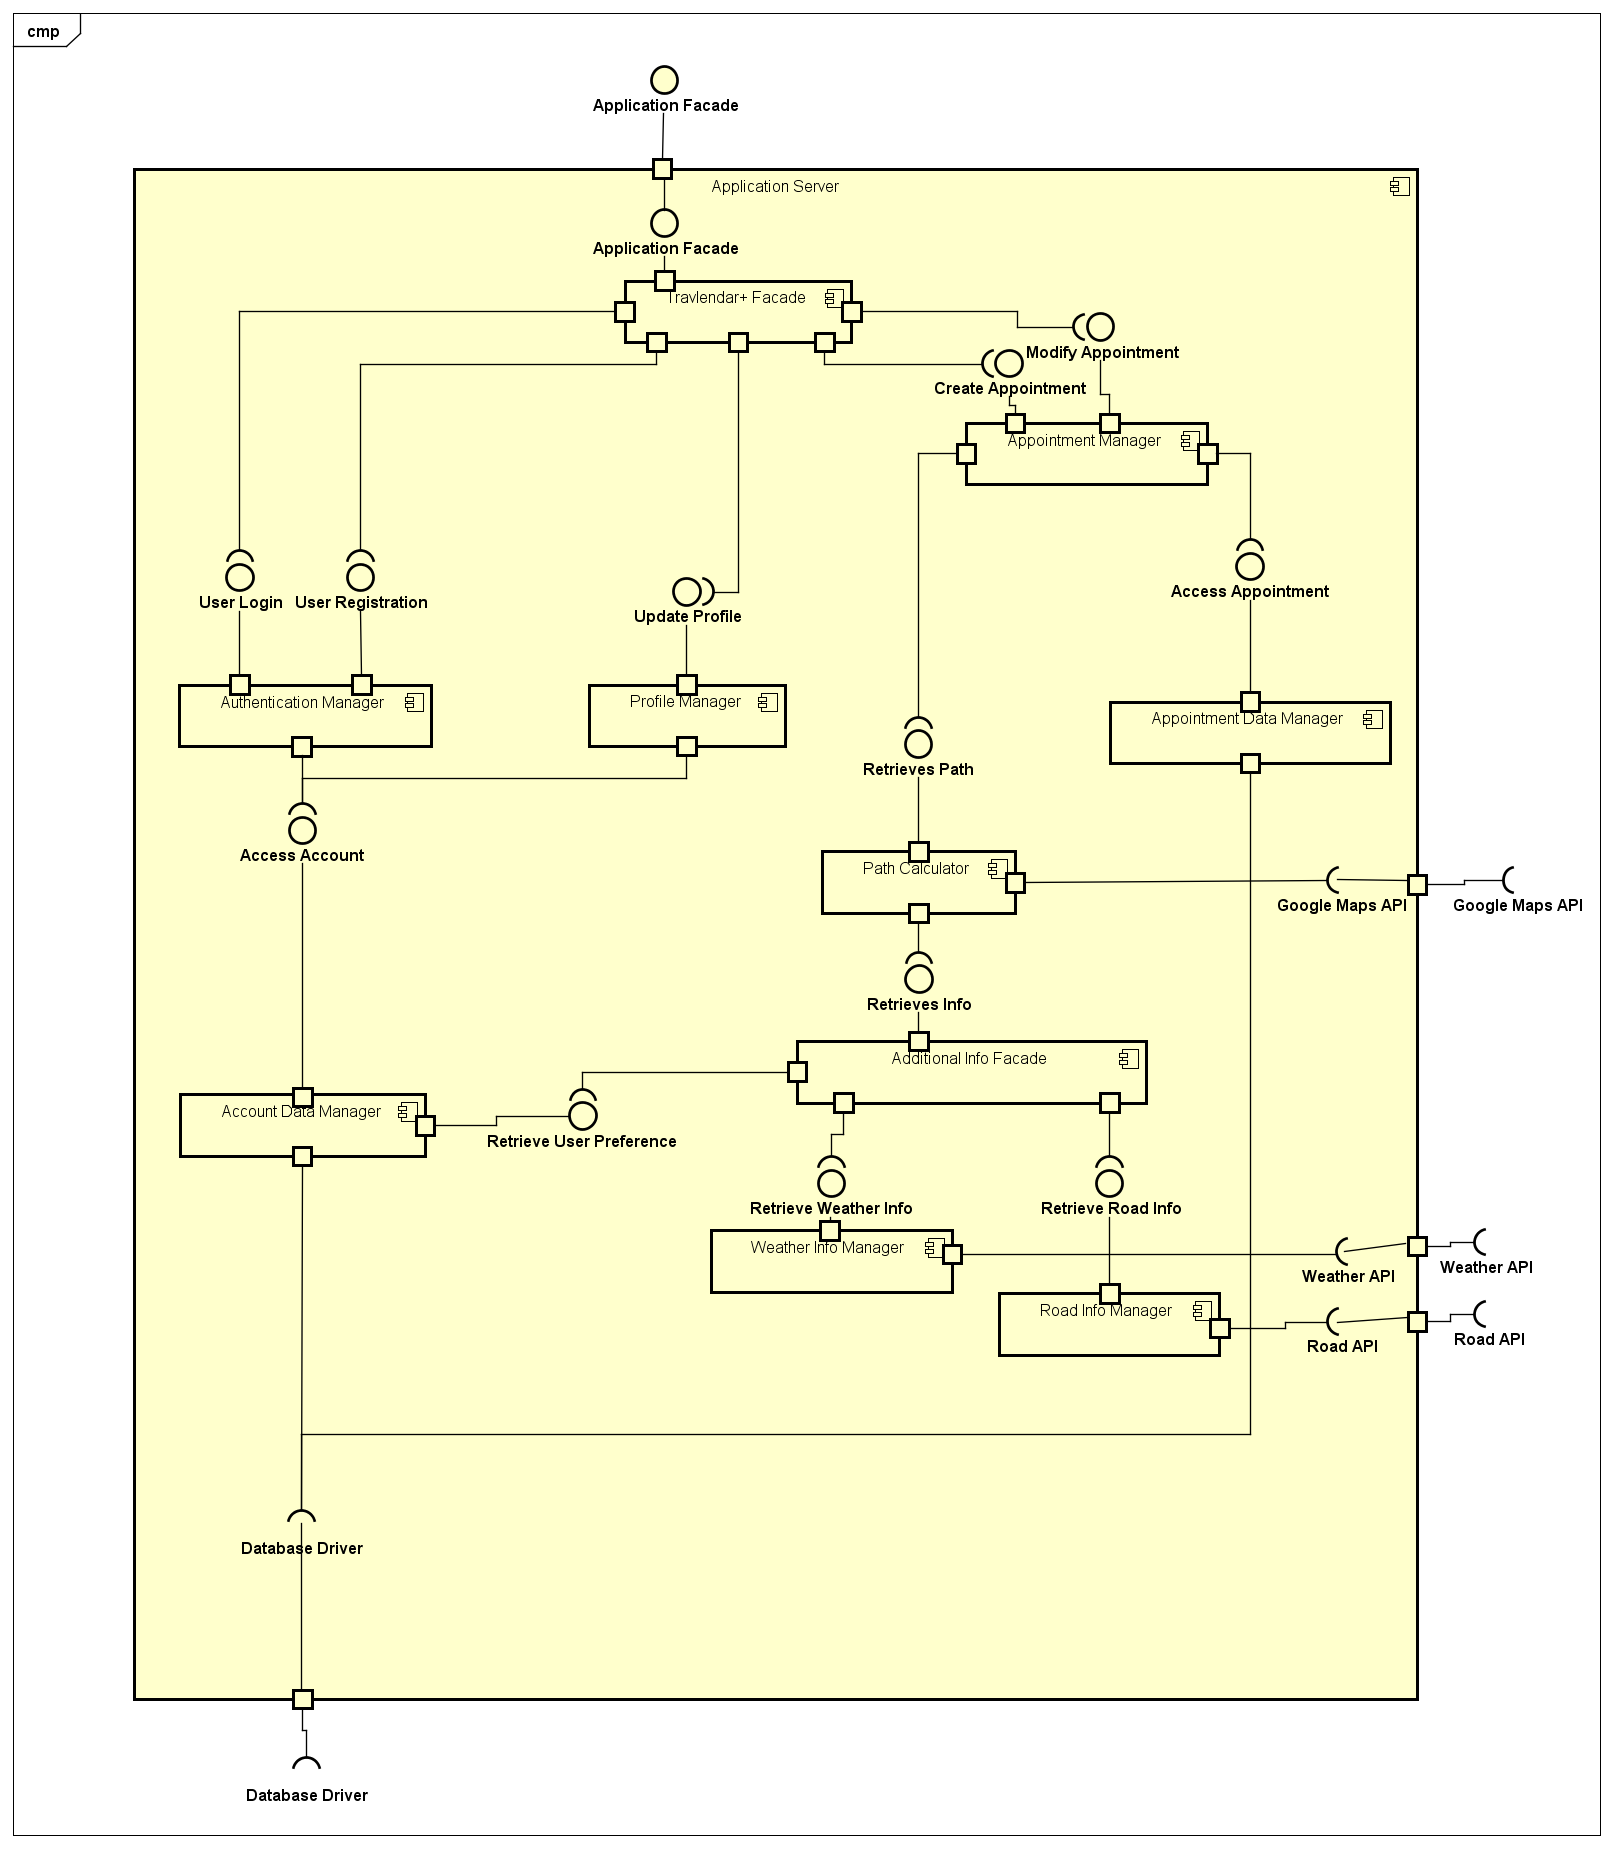 cmp
Application Facade
Application Server
Application Facade
Travlendar+ Facade
Modify Appointment
Create Appointment
Appointment Manager
User Login
User Registration
Update Profile
Access Appointment
Authentication Manager
Profile Manager
Appointment Data Manager
Retrieves Path
Access Account
Path Calculator
Google Maps API
Google Maps API
Retrieves Info
Additional Info Facade
Account Data Manager
Retrieve User Preference
Retrieve Weather Info
Retrieve Road Info
Weather Info Manager
Weather API
Weather API
Road Info Manager
Road API
Road API
Database Driver
Database Driver